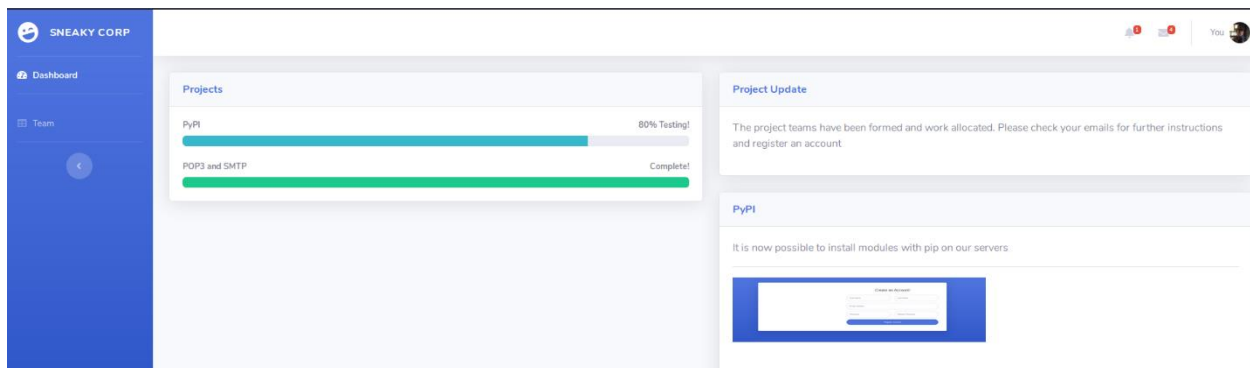 SNEAKY CORP
1
4
You
Dashboard
Team
Projects
PyPI
80% Testing!
POP3 and SMTP
Complete!
Project Update
The project teams have been formed and work allocated. Please check your emails for further instructions
and register an account
PyPI
It is now possible to install modules with pip on our servers
Create an Account!